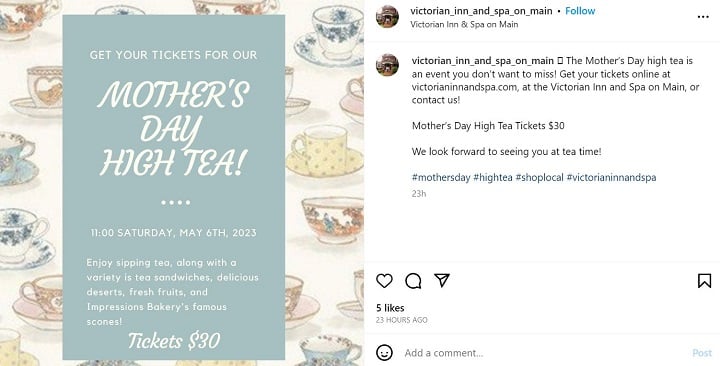 GET YOUR TICKETS FOR OUR
MOTHER'S
DAY
HIGH TEA!
11:00 SATURDAY, MAY 6TH, 2023
Enjoy sipping tea, along with a
variety is tea sandwiches, delicious
deserts, fresh fruits, and
Impressions Bakery's famous
scones!
Tickets $30
victorian_inn_and_spa_on_main • Follow
Victorian Inn & Spa on Main
victorian_inn_and_spa_on_main The Mother's Day high tea is
an event you don't want to miss! Get your tickets online at
victorianinnandspa.com, at the Victorian Inn and Spa on Main, or
contact us!
Mother's Day High Tea Tickets $30
We look forward to seeing you at tea time!
#mothersday #hightea #shoplocal #victorianinnandspa
23h
5 likes
23 HOURS AGO
Add a comment...
Post